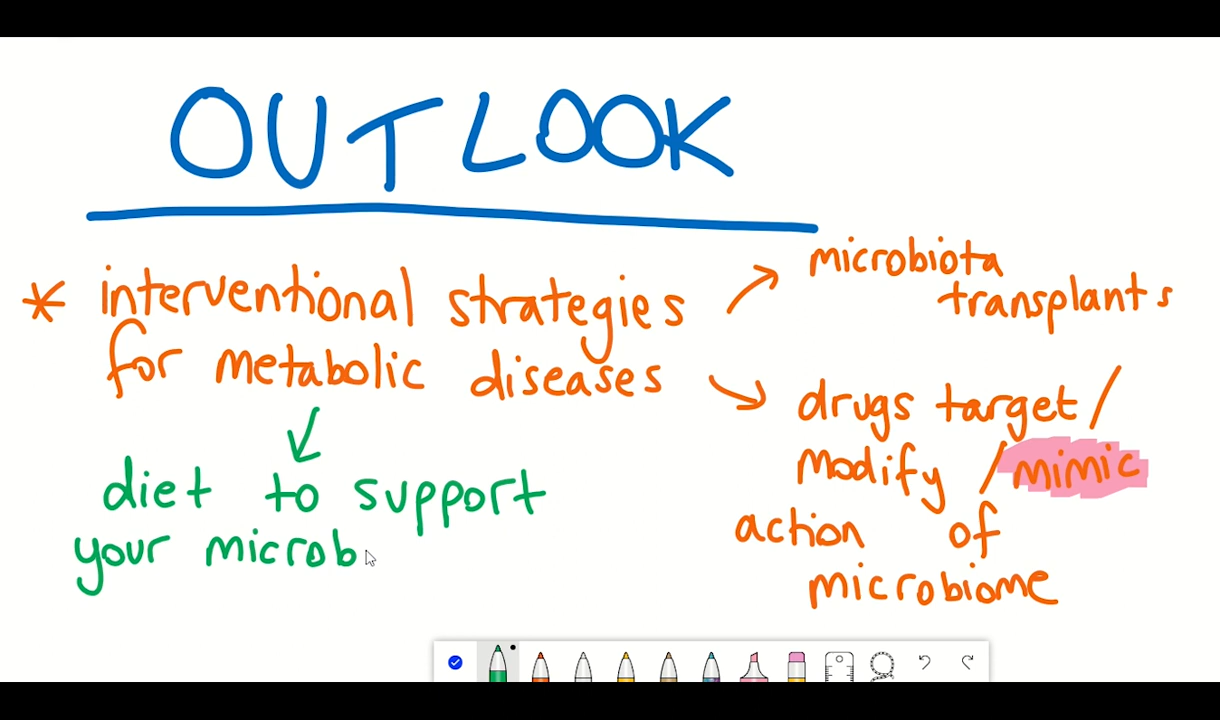 OUTLOOK
* interventional strategies
for metabolic diseases
diet to support
your microb
microbiota
transplants
drugs target/
modify/mimic
action of
microbiome